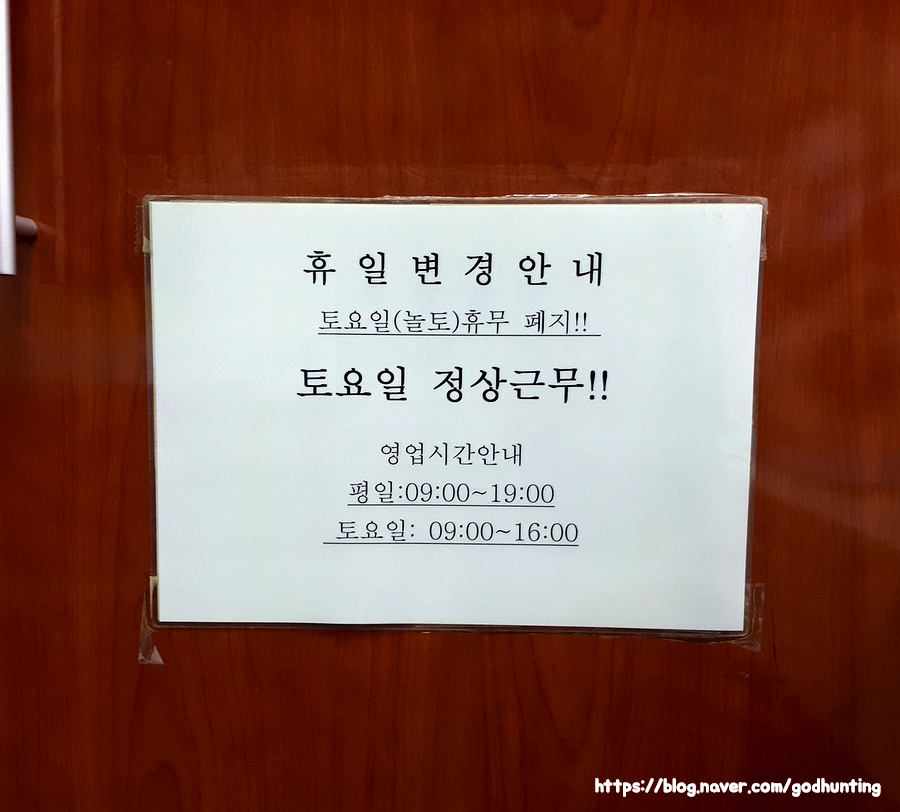 휴 일 변 경 안 내
토요일(놀토)휴무 폐지!!
토요일 정상근무!!
영업시간안내
평일:09:00~19:00
토요일: 09:00~16:00
https://blog.naver.com/godhunting